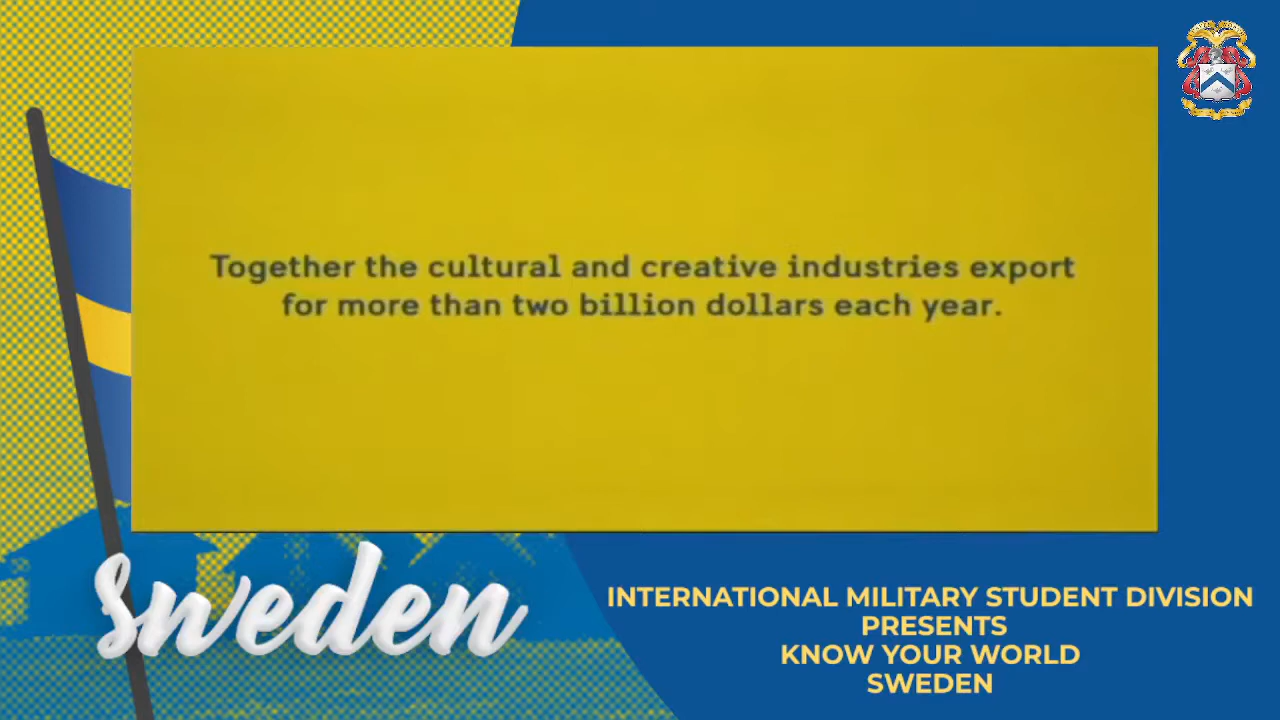 Together the cultural and creative industries export
for more than two billion dollars each year.
Sweden
INTERNATIONAL MILITARY STUDENT DIVISION
PRESENTS
KNOW YOUR WORLD
SWEDEN